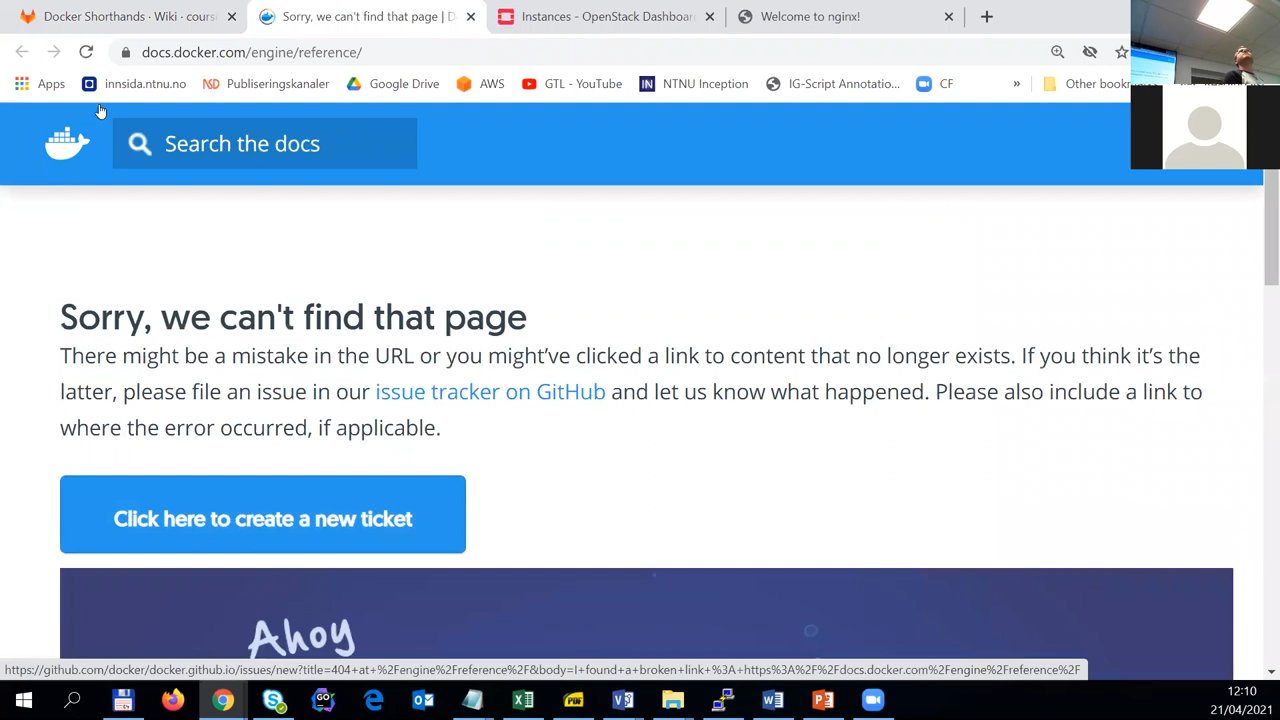 Docker Shorthands · Wiki · cours
Sorry, we can't find that page | D
Instances - OpenStack Dashboar
Welcome to nginx!
docs.docker.com/engine/reference/
Apps
innsida.ntnu.no
Publiseringskanaler
Google Drive
AWS
GTL - YouTube
NTNU Inception
IG-Script Annotatio...
CF
»
Other bookm
Search the docs
Sorry, we can't find that page
There might be a mistake in the URL or you might've clicked a link to content that no longer exists. If you think it's the
latter, please file an issue in our issue tracker on GitHub and let us know what happened. Please also include a link to
where the error occurred, if applicable.
Click here to create a new ticket
Ahoy
https://github.com/docker/docker.github.io/issues/new?title=404+at+%2Fengine%2Freference%2F&body=I+found+a+broken+link+%3A+https%3A%2F%2Fdocs.docker.com%2Fengine%2Freference%2F
12:10
21/04/2021